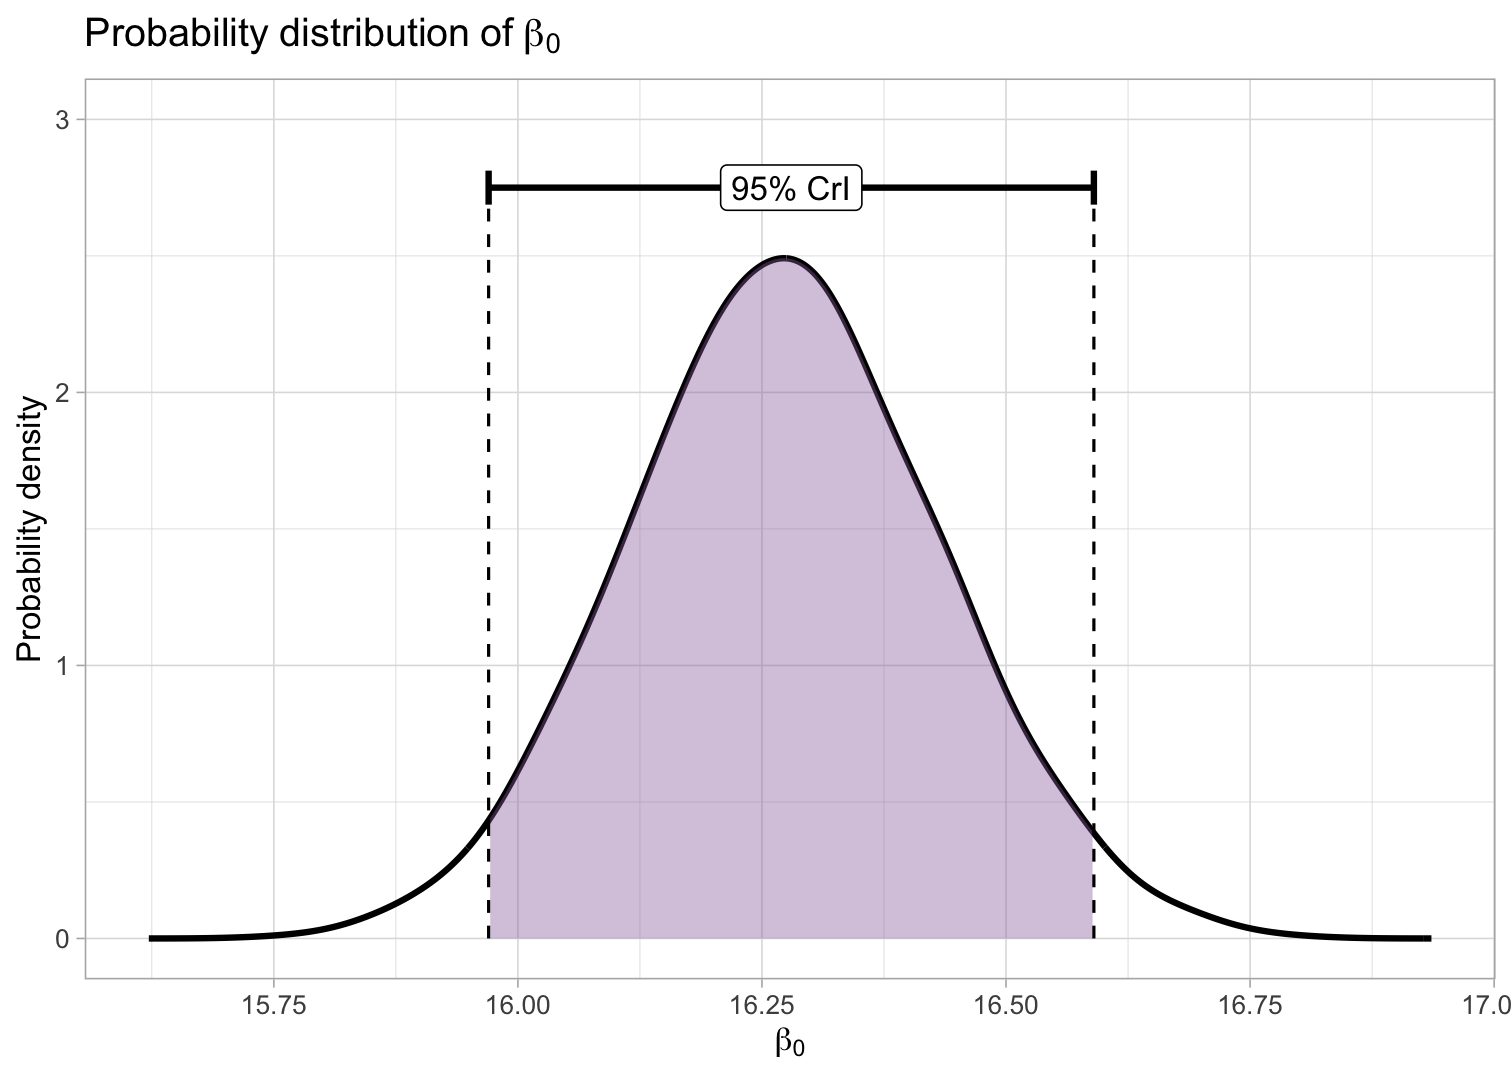 Probability distribution of β₀
3
95% CrI
2
Probability density
1
0
15.75 16.00 16.25 16.50 16.75 17.0
β₀